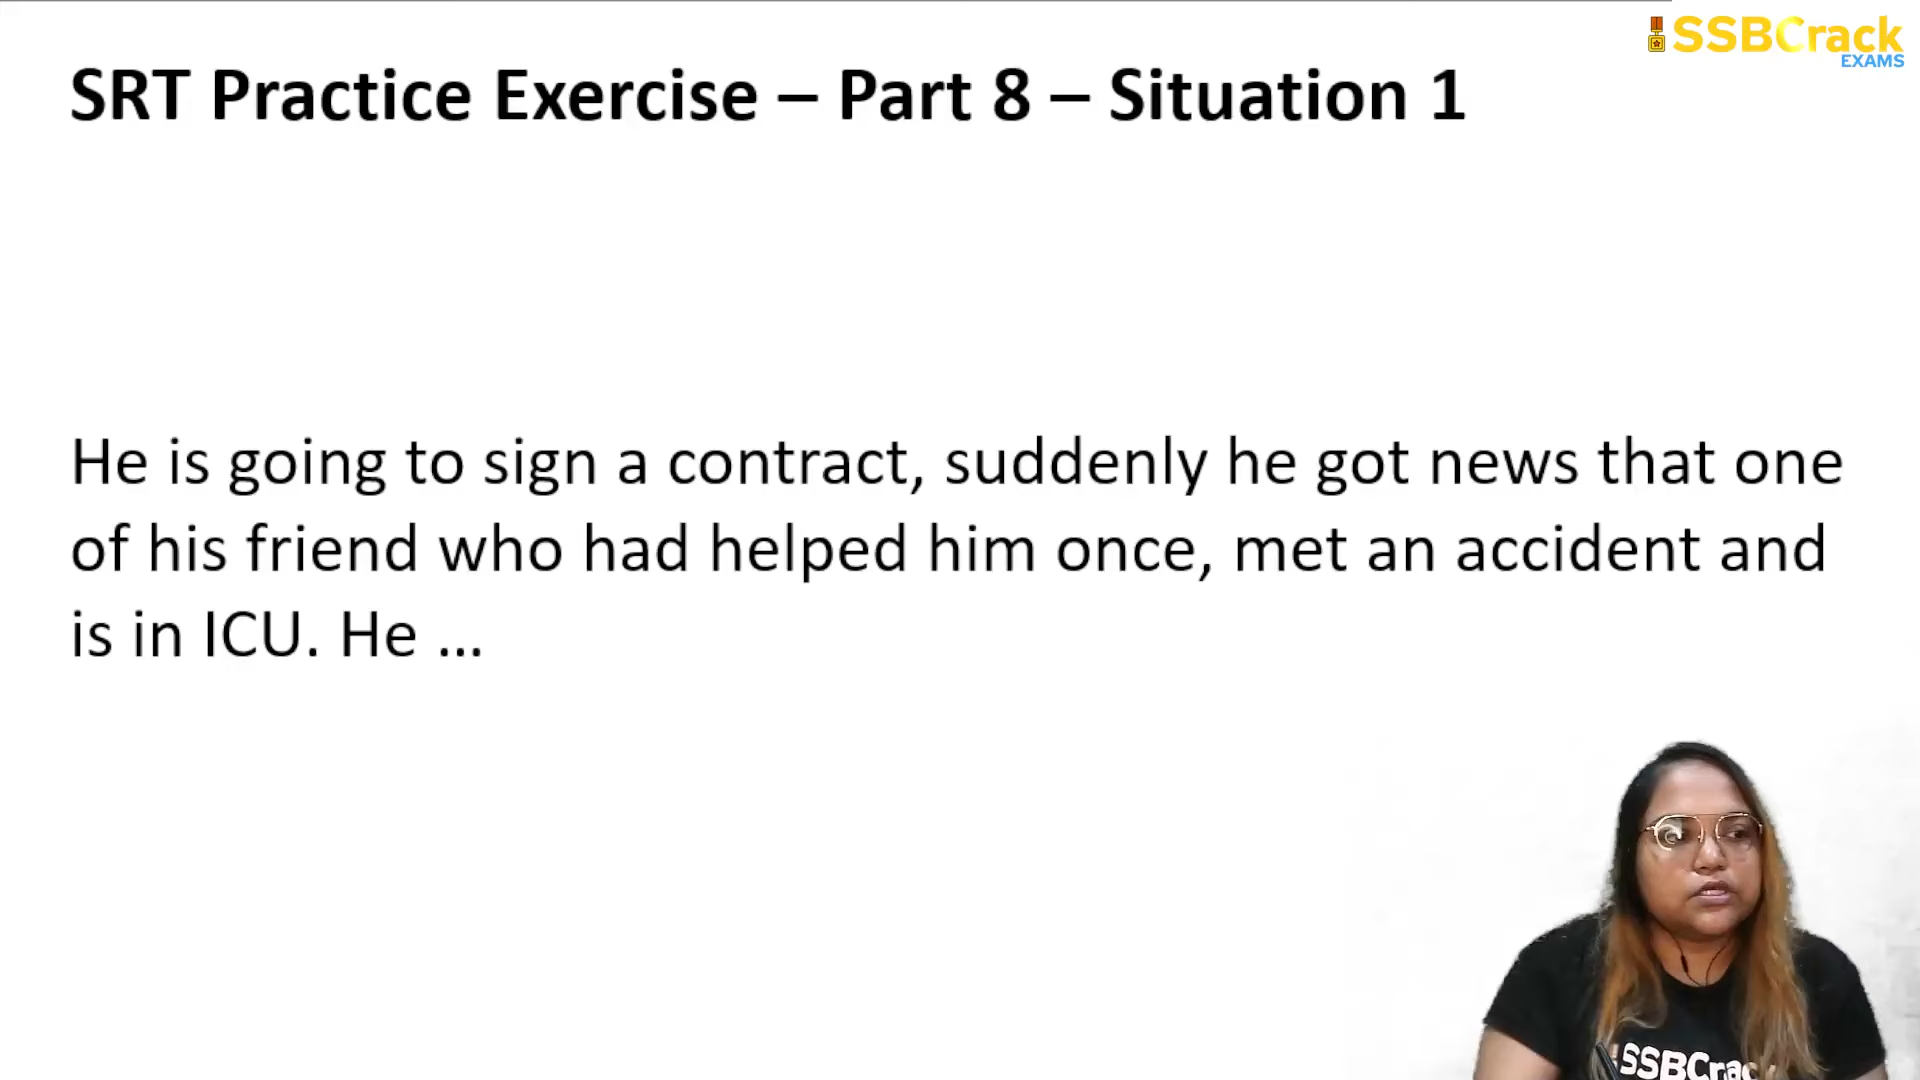 SSBCrack
EXAMS
SRT Practice Exercise – Part 8 – Situation 1
He is going to sign a contract, suddenly he got news that one
of his friend who had helped him once, met an accident and
is in ICU. He ...
SSBCrac